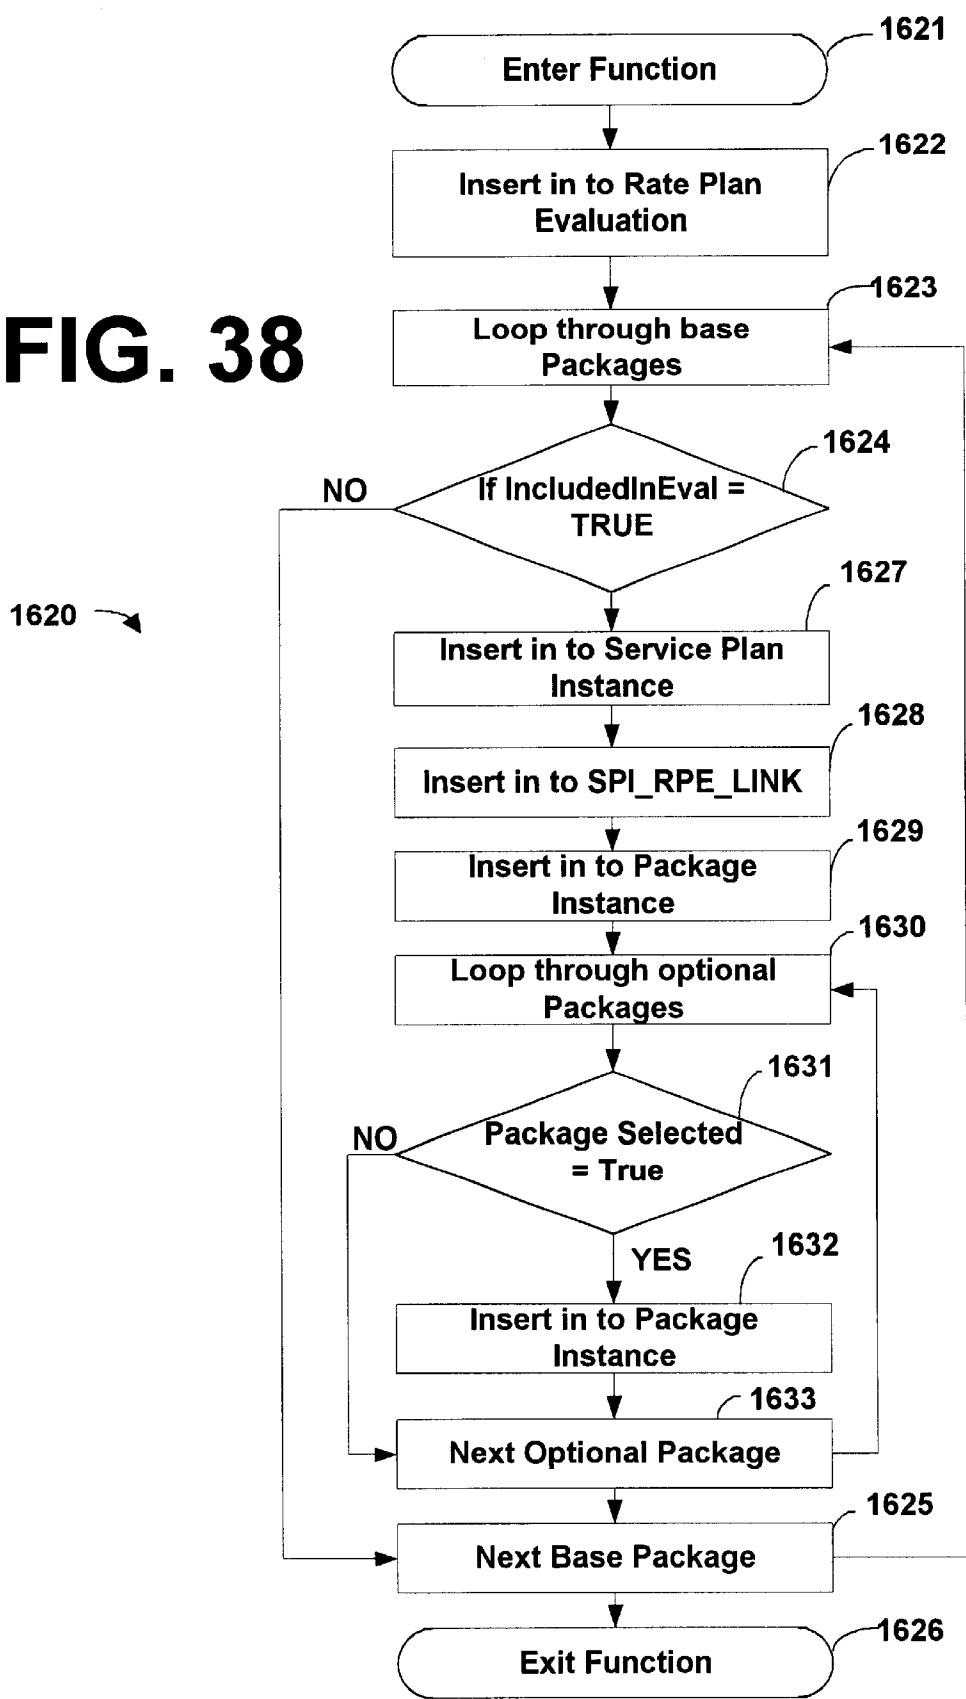 1621
Enter Function
1622
Insert in to Rate Plan
Evaluation
1623
FIG. 38
Loop through base
Packages
1624
NO
If IncludedInEval =
TRUE
1627
1620
Insert in to Service Plan
Instance
1628
Insert in to SPI_RPE_LINK
1629
Insert in to Package
Instance
1630
Loop through optional
Packages
1631
NO
Package Selected
= True
YES
1632
Insert in to Package
Instance
1633
Next Optional Package
1625
Next Base Package
1626
Exit Function